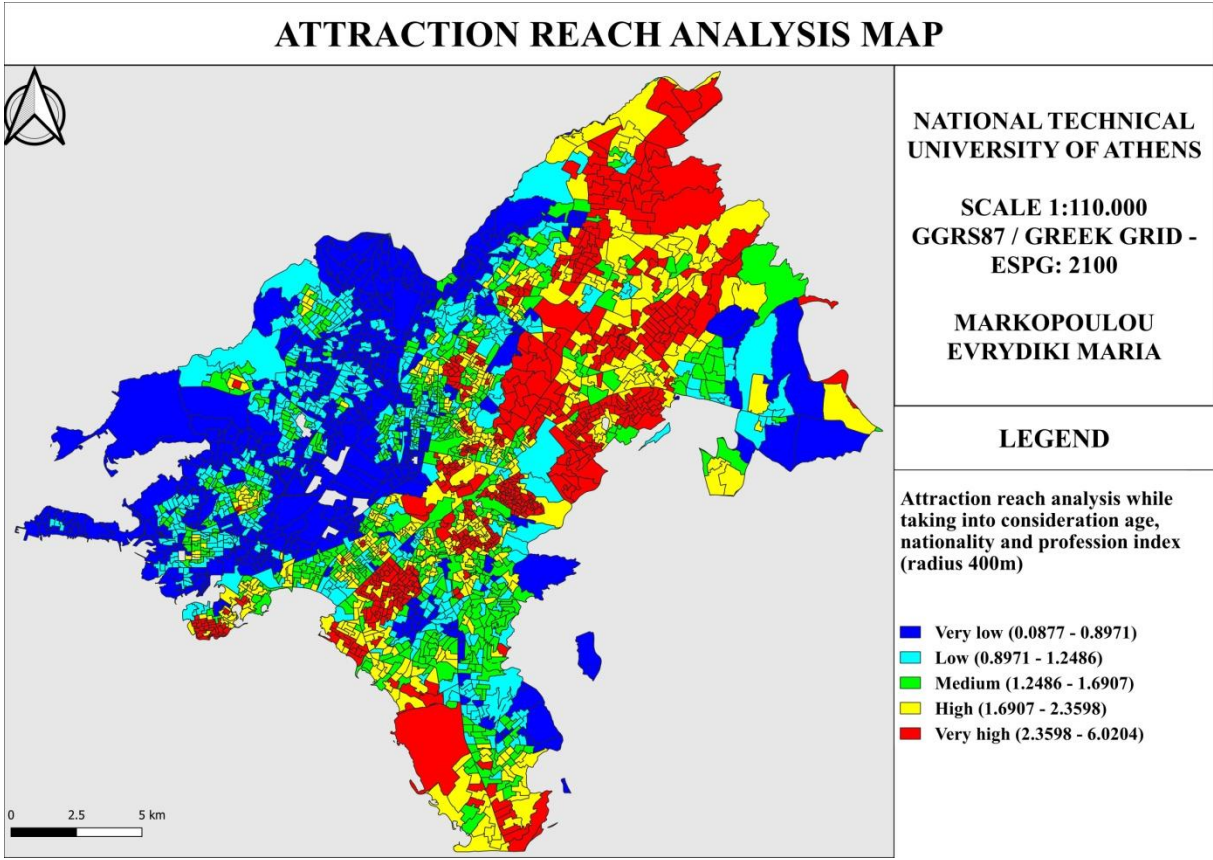 ATTRACTION REACH ANALYSIS MAP
NATIONAL TECHNICAL
UNIVERSITY OF ATHENS
SCALE 1:110.000
GGRS87 / GREEK GRID -
ESPG: 2100
MARKOPOULOU
EVRYDIKI MARIA
LEGEND
Attraction reach analysis while
taking into consideration age,
nationality and profession index
(radius 400m)
Very low (0.0877 - 0.8971)
Low (0.8971 - 1.2486)
Medium (1.2486 - 1.6907)
High (1.6907 - 2.3598)
Very high (2.3598 - 6.0204)
0 2.5 5 km